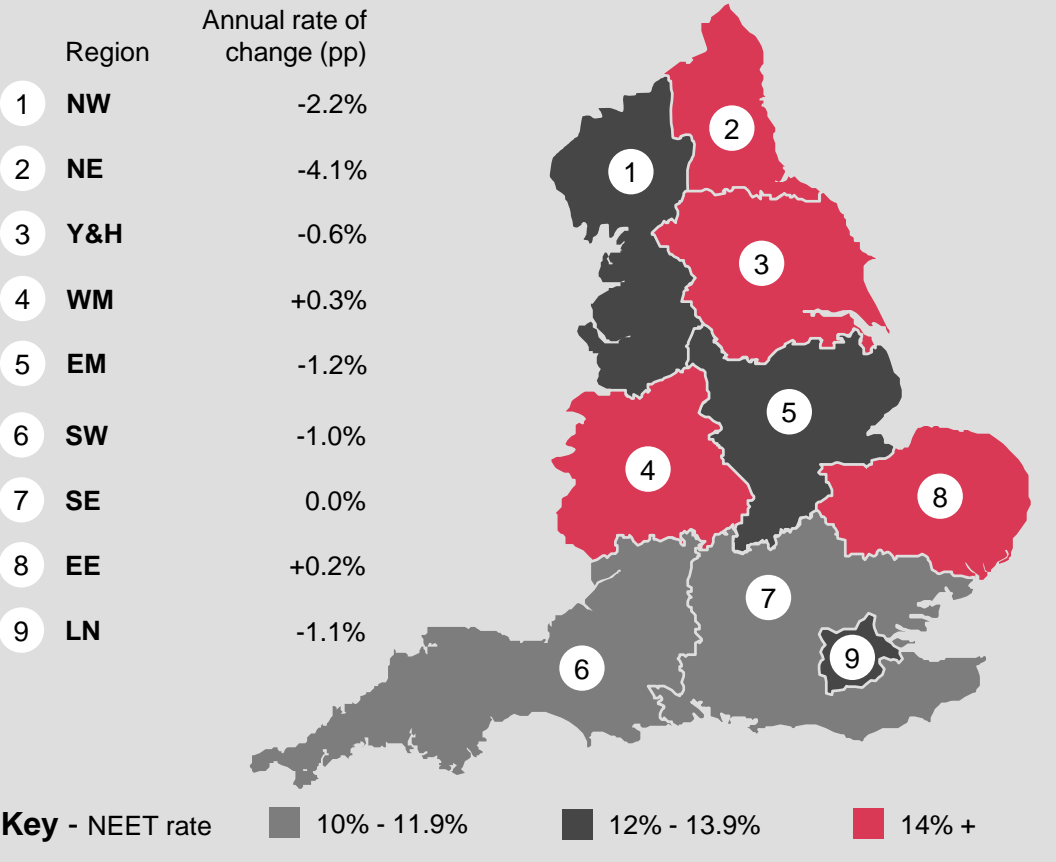 Annual rate of
Region change (pp)
1 NW -2.2%
2 NE -4.1%
3 Y&H -0.6%
4 WM +0.3%
5 EM -1.2%
6 SW -1.0%
7 SE 0.0%
8 EE +0.2%
9 LN -1.1%
2
1
3
5
4
8
7
9
6
Key - NEET rate 10% - 11.9% 12% - 13.9% 14% +